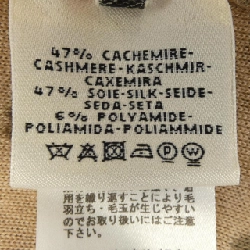 47% CACHEMIRE-
CASHMERE-KASCHMIR-
CAXEMIRA
47% SOIE-SILK-SEIDE-
SEDA-SETA
6% POLYAMIDE-
POLIAMIDA-POLIAMMIDE
用を繰り返すことにより毛
羽立ち・毛玉が生じやすい
のでお取り扱いにはご注意
下さい。